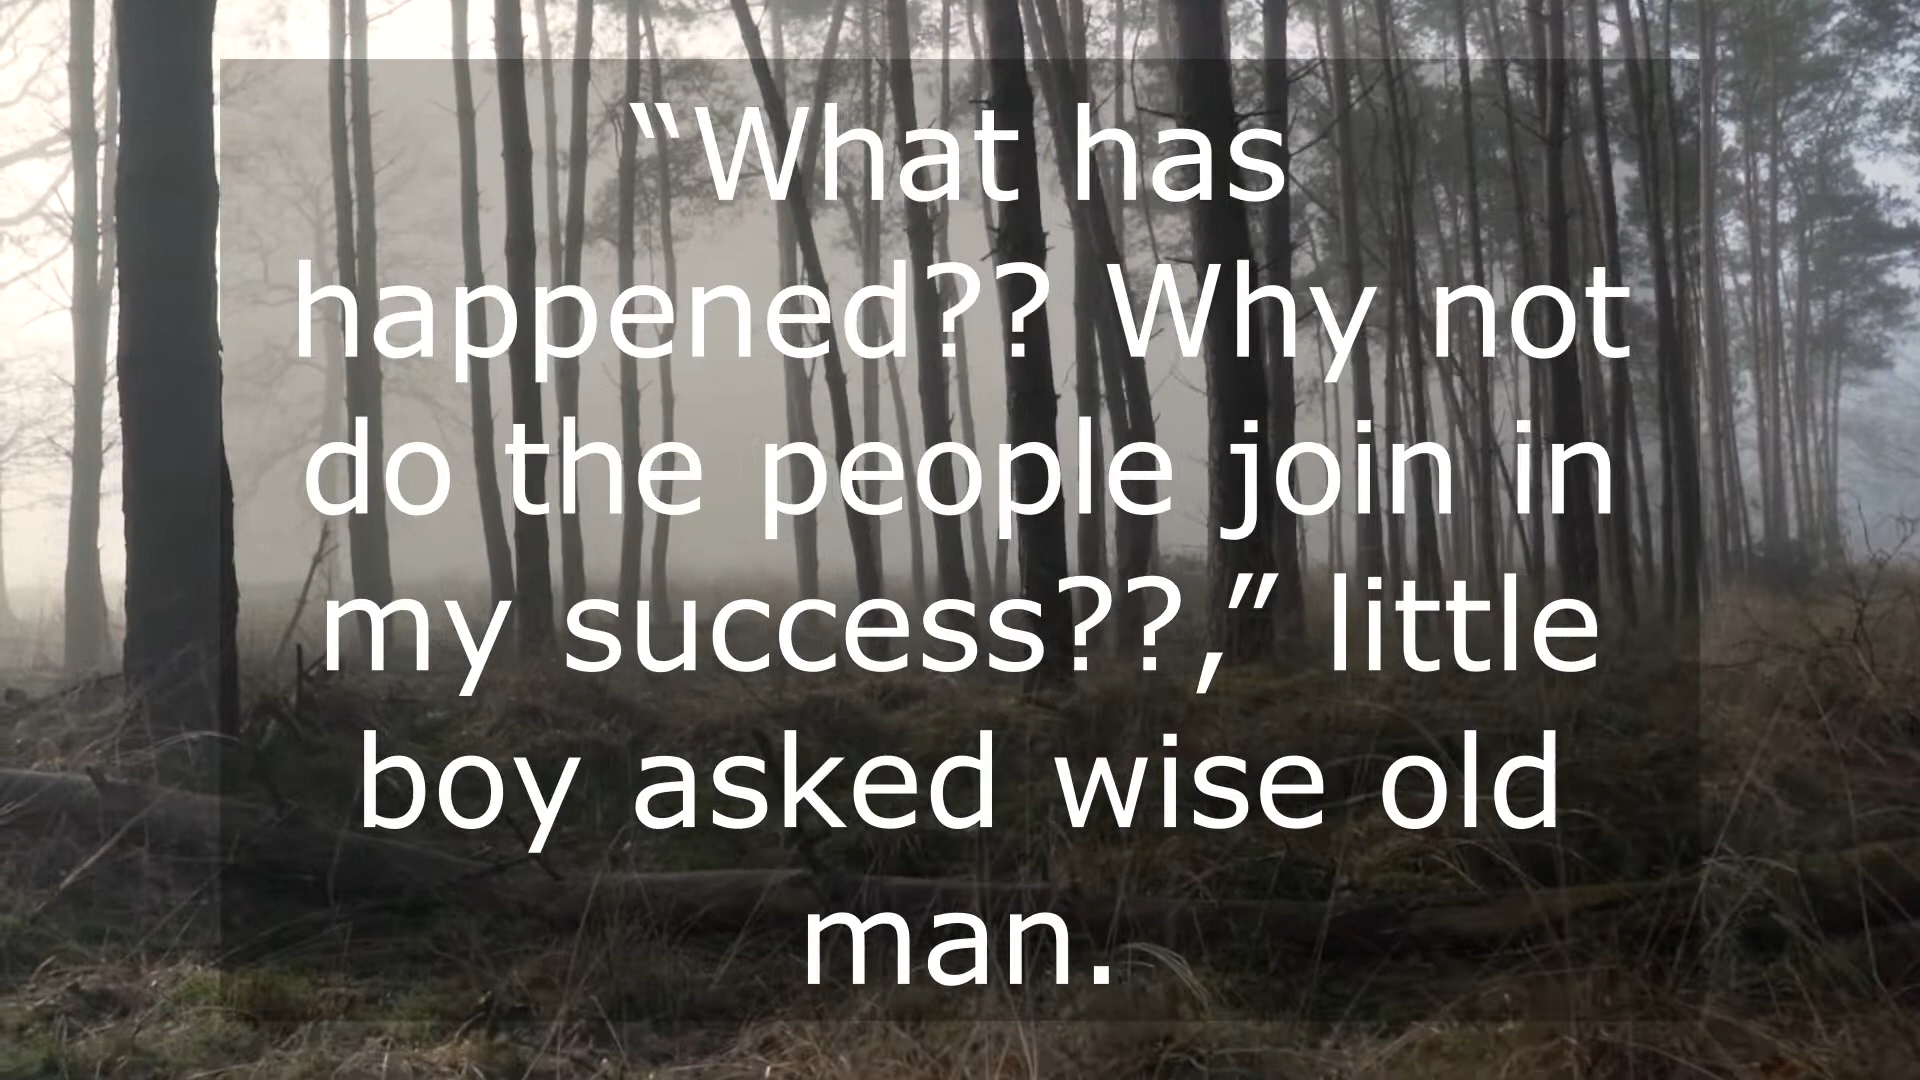 “What has
happened?? Why not
do the people join in
my success??,” little
boy asked wise old
man.